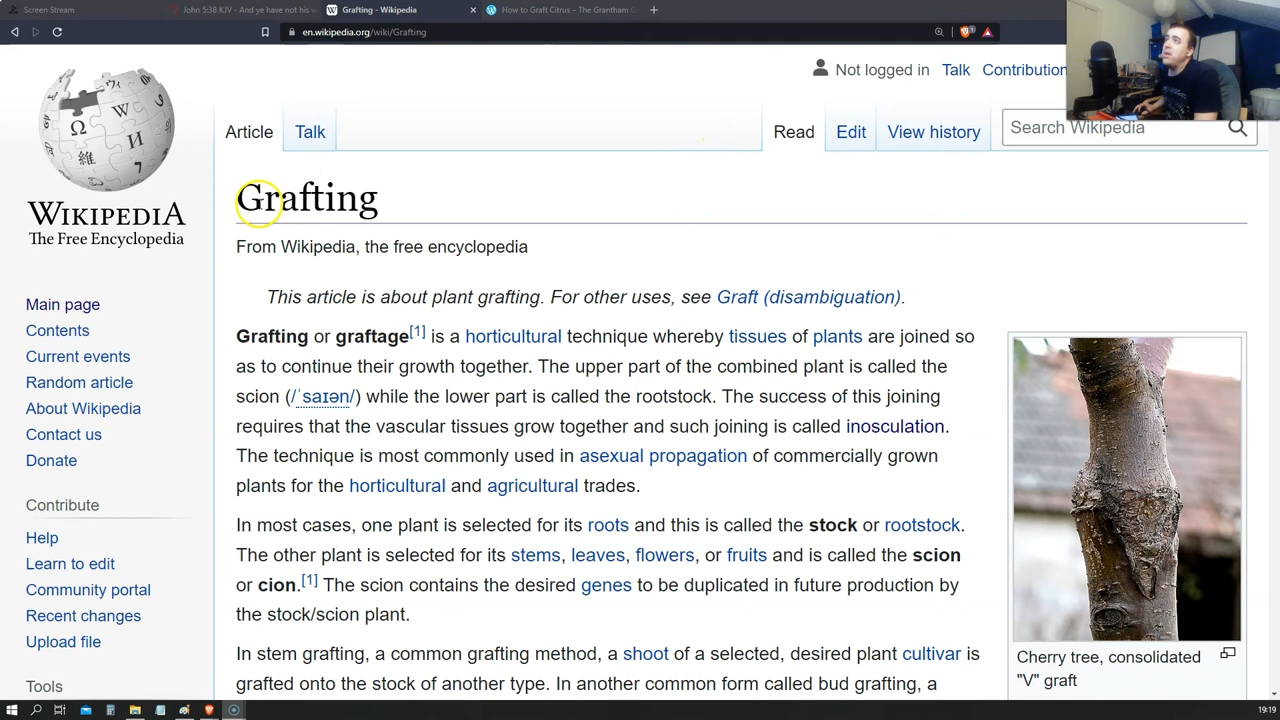 Screen Stream
John 5:38 KJV - And ye have not his w
Grafting - Wikipedia
How to Graft Citrus – The Grantham G
en.wikipedia.org/wiki/Grafting
Not logged in Talk Contribution
Article Talk Read Edit View history
Search Wikipedia
WIKIPEDIA
The Free Encyclopedia
Main page
Contents
Current events
Random article
About Wikipedia
Contact us
Donate
Contribute
Help
Learn to edit
Community portal
Recent changes
Upload file
Tools
Grafting
From Wikipedia, the free encyclopedia
This article is about plant grafting. For other uses, see Graft (disambiguation).
Grafting or graftage[1] is a horticultural technique whereby tissues of plants are joined so
as to continue their growth together. The upper part of the combined plant is called the
scion (/ˈsaɪən/) while the lower part is called the rootstock. The success of this joining
requires that the vascular tissues grow together and such joining is called inosculation.
The technique is most commonly used in asexual propagation of commercially grown
plants for the horticultural and agricultural trades.
In most cases, one plant is selected for its roots and this is called the stock or rootstock.
The other plant is selected for its stems, leaves, flowers, or fruits and is called the scion
or cion.[1] The scion contains the desired genes to be duplicated in future production by
the stock/scion plant.
In stem grafting, a common grafting method, a shoot of a selected, desired plant cultivar is
grafted onto the stock of another type. In another common form called bud grafting, a
Cherry tree, consolidated
"V" graft
19:19